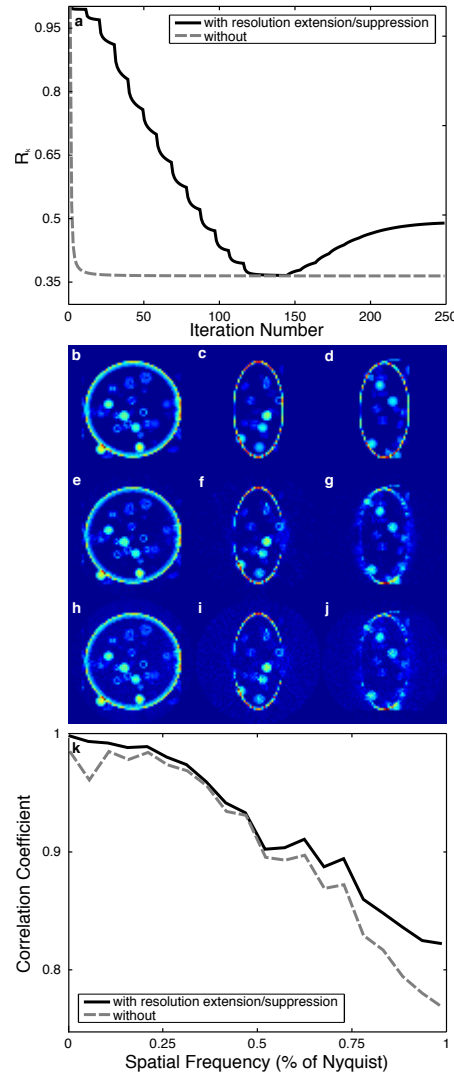 0.95
a
with resolution extension/suppression
without
0.8
0.65
Rk
0.5
0.35
0 50 100 150 200 250
Iteration Number
b c d
e f g
h i j
1
k
0.9
Correlation Coefficient
0.8
with resolution extension/suppression
without
0 0.25 0.5 0.75 1
Spatial Frequency (% of Nyquist)